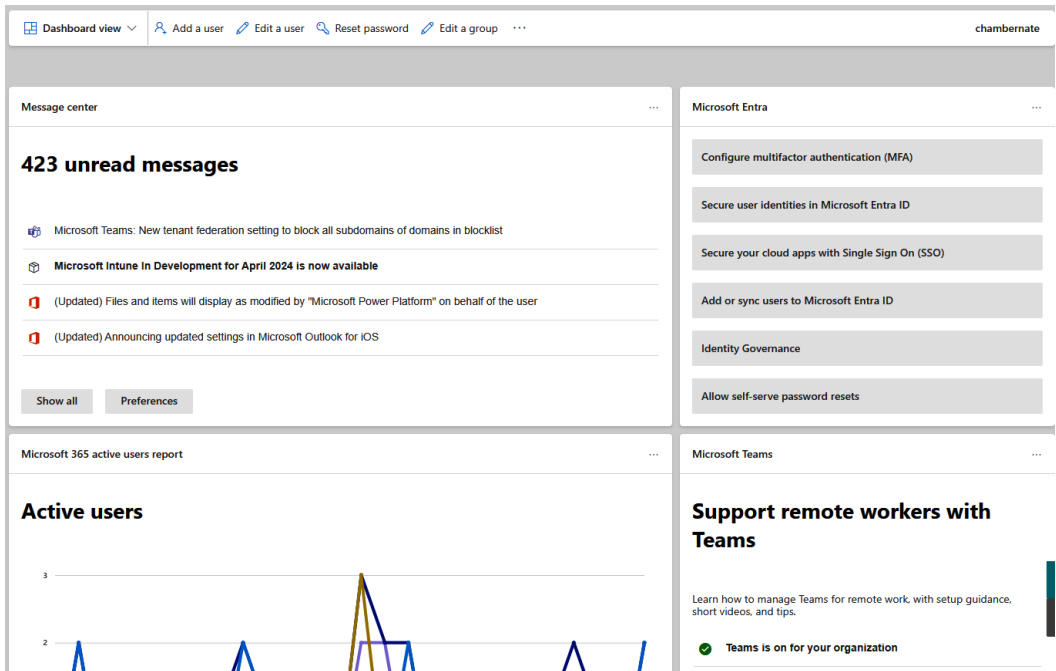 Dashboard view
Add a user
Edit a user
Reset password
Edit a group
chambernate
Message center
423 unread messages
Microsoft Teams: New tenant federation setting to block all subdomains of domains in blocklist
Microsoft Intune In Development for April 2024 is now available
(Updated) Files and items will display as modified by "Microsoft Power Platform" on behalf of the user
(Updated) Announcing updated settings in Microsoft Outlook for iOS
Show all
Preferences
Microsoft Entra
Configure multifactor authentication (MFA)
Secure user identities in Microsoft Entra ID
Secure your cloud apps with Single Sign On (SSO)
Add or sync users to Microsoft Entra ID
Identity Governance
Allow self-serve password resets
Microsoft 365 active users report
Active users
3
2
Microsoft Teams
Support remote workers with
Teams
Learn how to manage Teams for remote work, with setup guidance,
short videos, and tips.
Teams is on for your organization